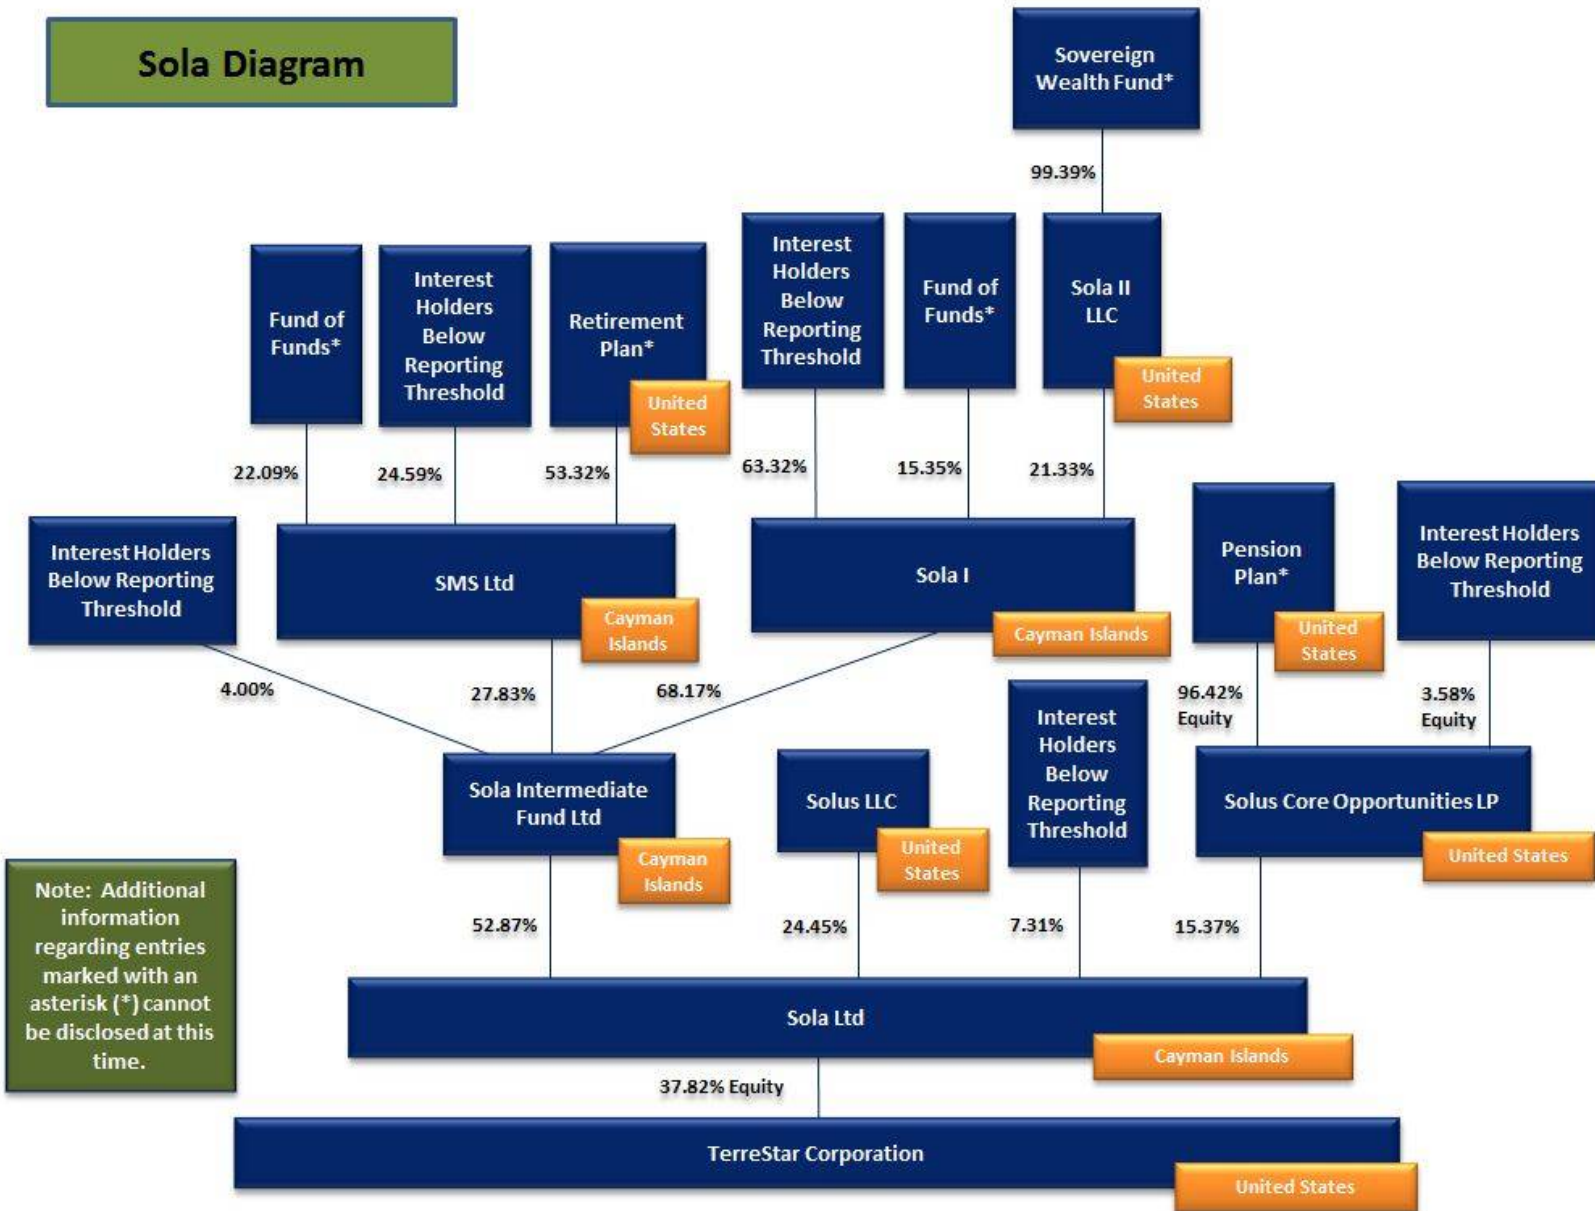 Sola Diagram
Sovereign
Wealth Fund*
99.39%
Fund of
Funds*
Interest
Holders
Below
Reporting
Threshold
Retirement
Plan*
United
States
Interest
Holders
Below
Reporting
Threshold
Fund of
Funds*
Sola II
LLC
United
States
22.09%
24.59%
53.32%
63.32%
15.35%
21.33%
Interest Holders
Below Reporting
Threshold
SMS Ltd
Cayman
Islands
Sola I
Cayman Islands
Pension
Plan*
United
States
Interest Holders
Below Reporting
Threshold
4.00%
27.83%
68.17%
96.42%
Equity
3.58%
Equity
Sola Intermediate
Fund Ltd
Cayman
Islands
Solus LLC
United
States
Interest
Holders
Below
Reporting
Threshold
Solus Core Opportunities LP
United States
52.87%
24.45%
7.31%
15.37%
Note: Additional
information
regarding entries
marked with an
asterisk (*) cannot
be disclosed at this
time.
Sola Ltd
Cayman Islands
37.82% Equity
TerreStar Corporation
United States